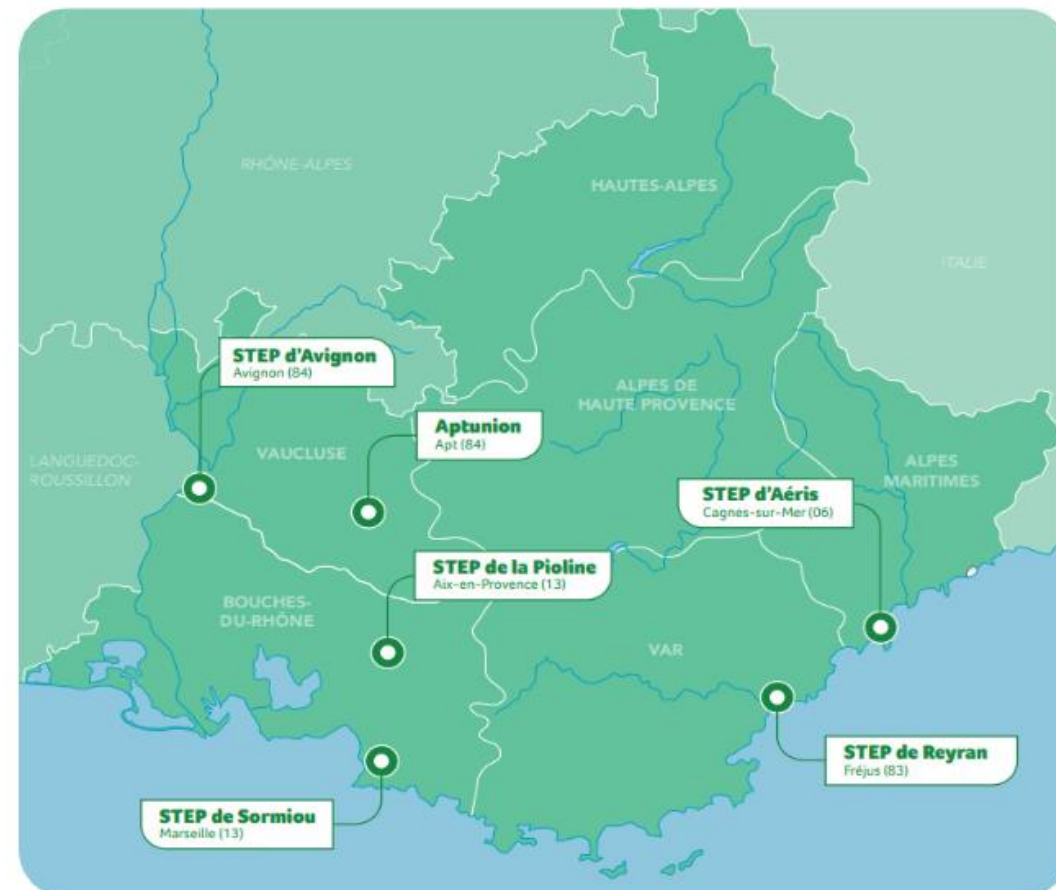 RHÔNE-ALPES
HAUTES-ALPES
ITALIE
STEP d'Avignon
Avignon (84)
ALPES DE
HAUTE PROVENCE
Aptunion
Apt (84)
VAUCLUSE
LANGUEDOC-
ROUSSILLON
ALPES
MARITIMES
STEP d'Aéris
Cagnes-sur-Mer (06)
STEP de la Pioline
Aix-en-Provence (13)
BOUCHES-
DU-RHÔNE
VAR
STEP de Reyran
Fréjus (83)
STEP de Sormiou
Marseille (13)